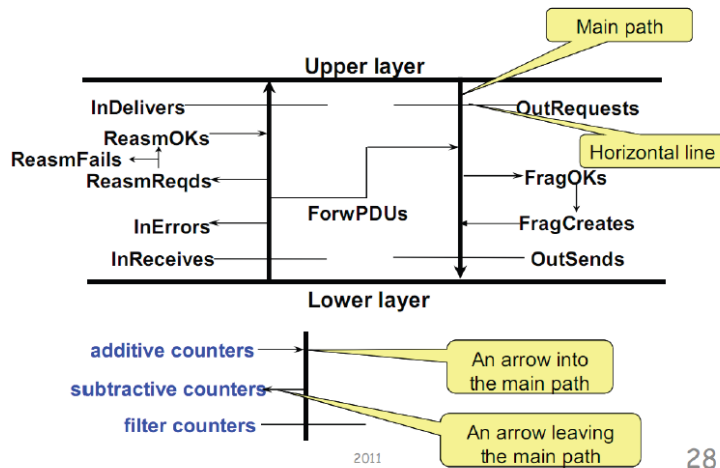 Main path
Upper layer
InDelivers
OutRequests
ReasmOKs
Horizontal line
ReasmFails
ReasmReqds
FragOKs
ForwPDUs
InErrors
FragCreates
InReceives
OutSends
Lower layer
additive counters
An arrow into
the main path
subtractive counters
filter counters
An arrow leaving
the main path
2011
28